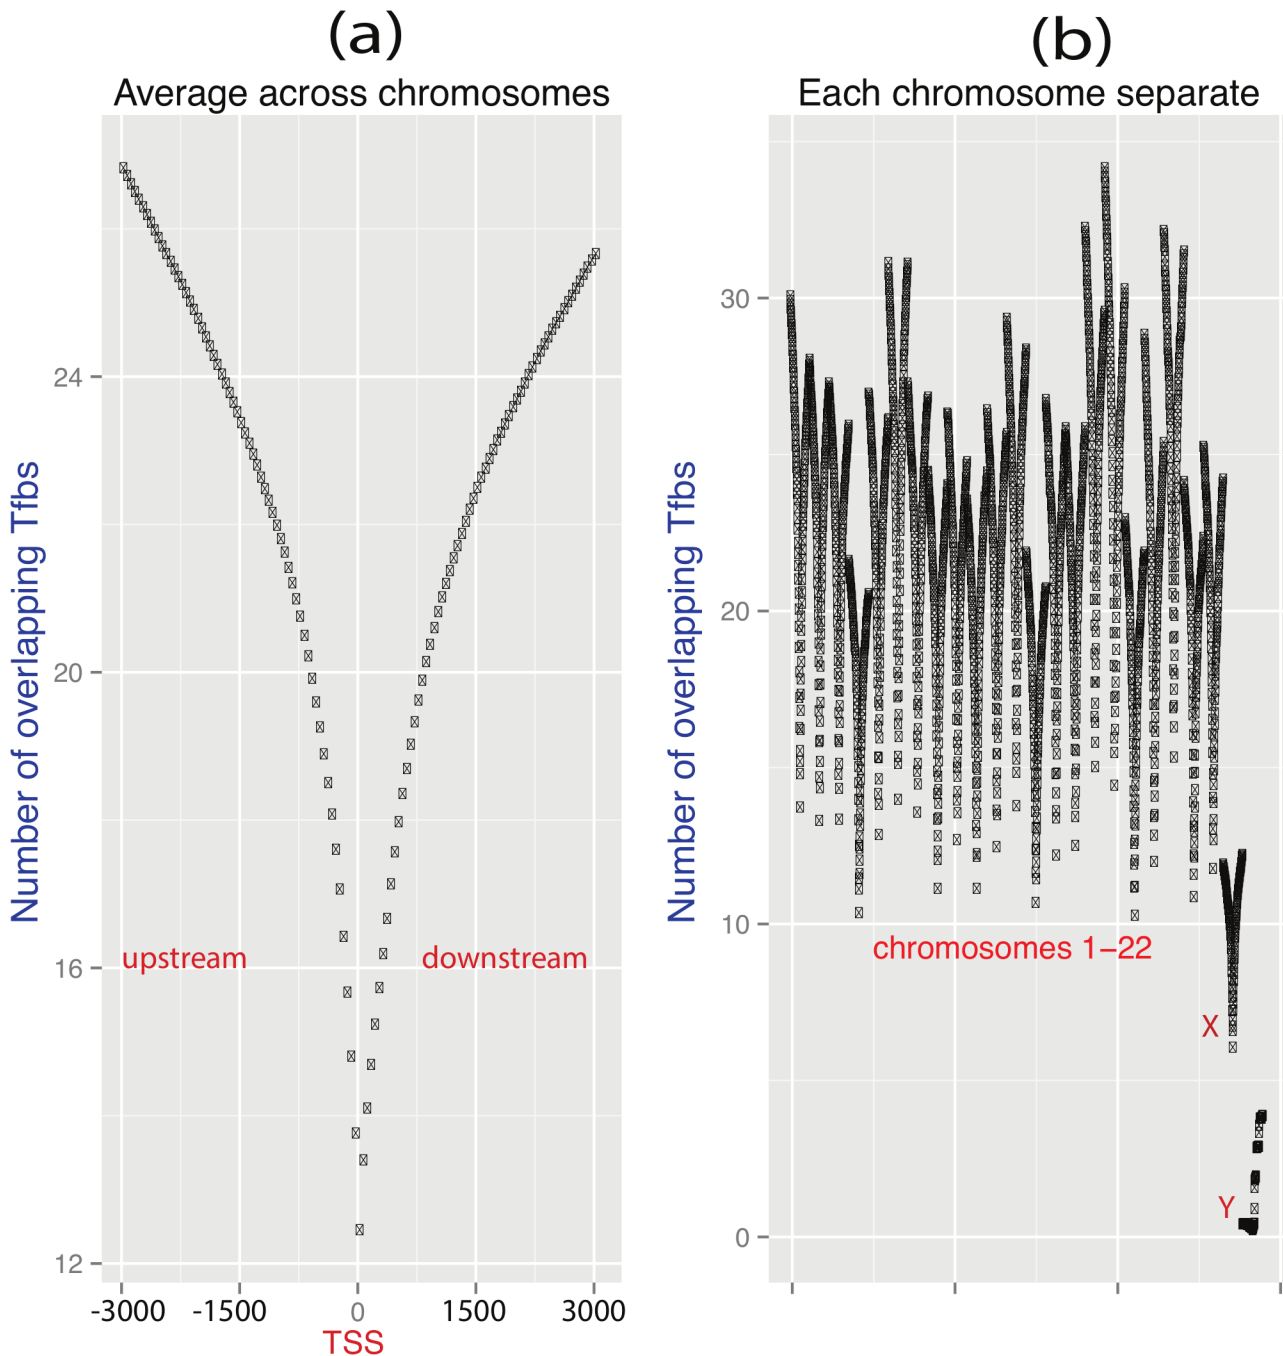 (a)
Average across chromosomes
Number of overlapping Tfbs
24
20
16
12
upstream
downstream
-3000 -1500 0 1500 3000
TSS
(b)
Each chromosome separate
Number of overlapping Tfbs
30
20
10
0
chromosomes 1–22
X
Y